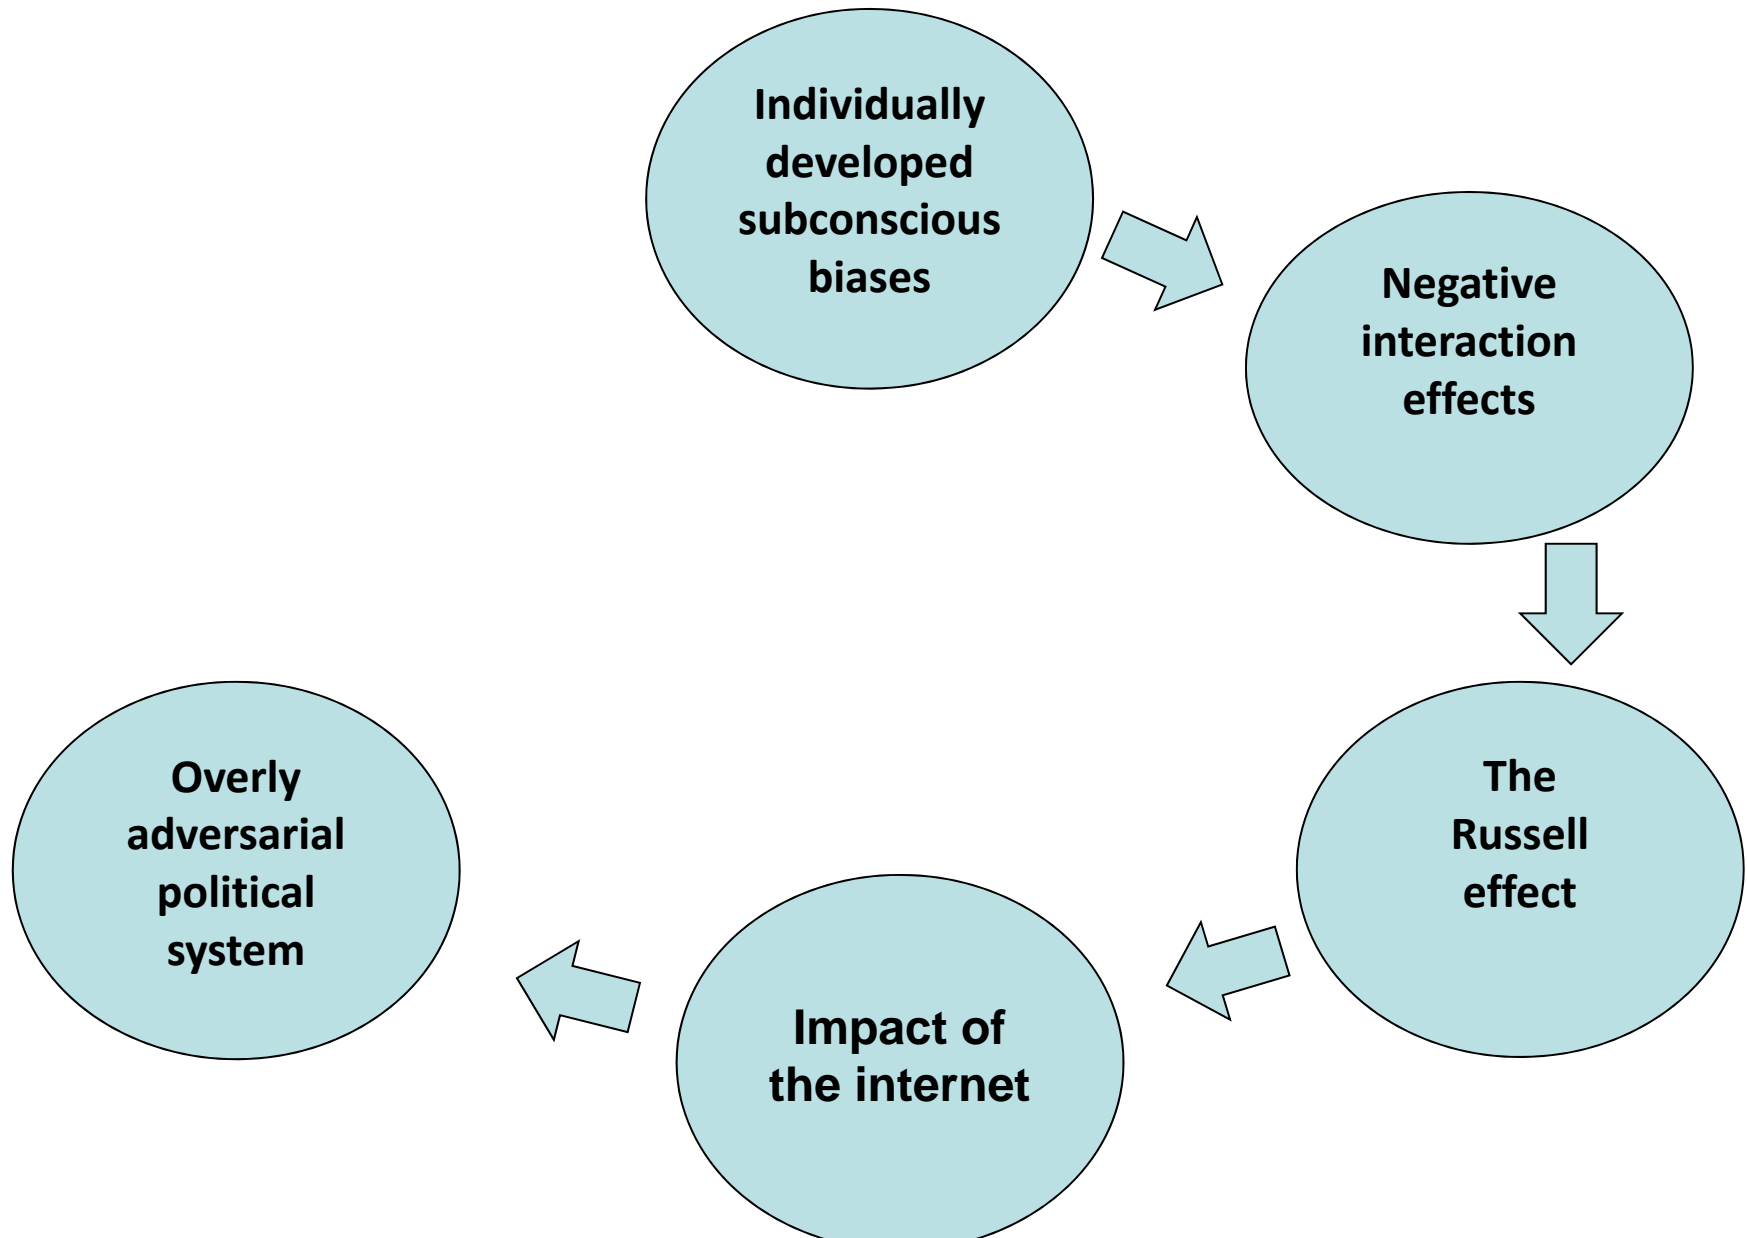 Individually
developed
subconscious
biases
Negative
interaction
effects
The
Russell
effect
Impact of
the internet
Overly
adversarial
political
system